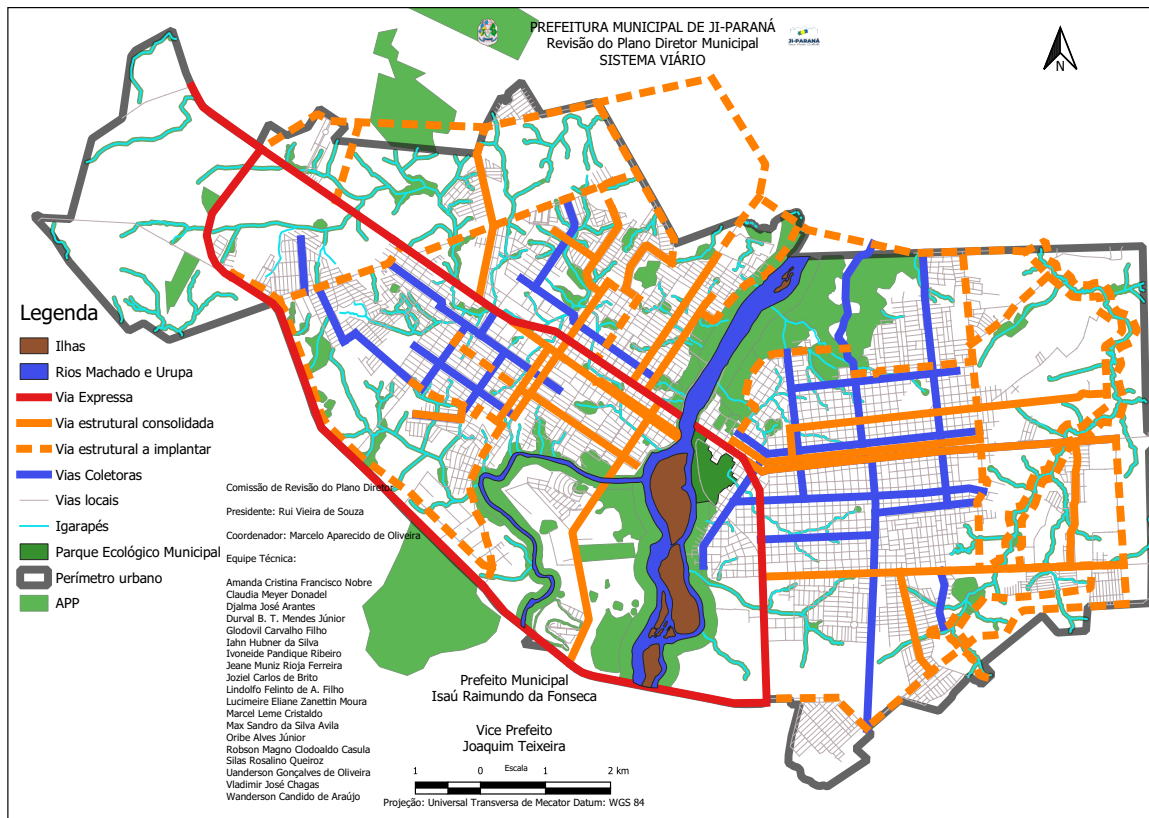 PREFEITURA MUNICIPAL DE JI-PARANÁ
Revisão do Plano Diretor Municipal
SISTEMA VIÁRIO
JI-PARANÁ
N
Legenda
Ilhas
Rios Machado e Urupa
Via Expressa
Via estrutural consolidada
Via estrutural a implantar
Vias Coletoras
Vias locais
Igarapés
Parque Ecológico Municipal
Perímetro urbano
APP
Comissão de Revisão do Plano Diretor
Presidente: Rui Vieira de Souza
Coordenador: Marcelo Aparecido de Oliveira
Equipe Técnica:
Amanda Cristina Francisco Nobre
Claudia Meyer Donadel
Djalma José Arantes
Durval B. T. Mendes Júnior
Glodovil Carvalho Filho
Iahn Hubner da Silva
Ivoneide Pandique Ribeiro
Jeane Muniz Rioja Ferreira
Joziel Carlos de Brito
Lindolfo Felinto de A. Filho
Lucimeire Eliane Zanettin Moura
Marcel Leme Cristaldo
Max Sandro da Silva Avila
Oribe Alves Júnior
Robson Magno Clodoaldo Casula
Silas Rosalino Queiroz
Uanderson Gonçalves de Oliveira
Vladimir José Chagas
Wanderson Candido de Araújo
Prefeito Municipal
Isaú Raimundo da Fonseca
Vice Prefeito
Joaquim Teixeira
1 0 Escala 1 2 km
Projeção: Universal Transversa de Mecator Datum: WGS 84